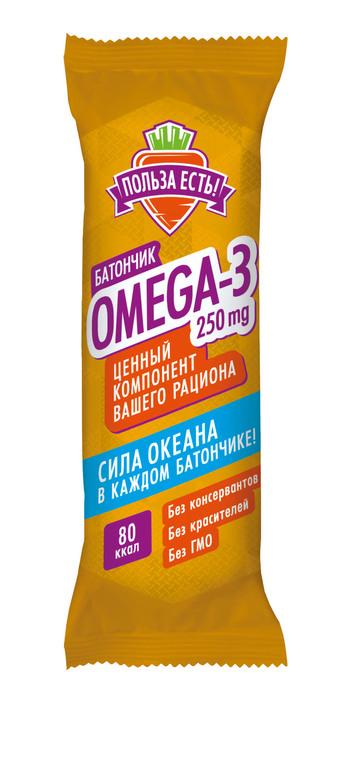 ПОЛЬЗА ЕСТЬ!
БАТОНЧИК
OMEGA-3
250 mg
ЦЕННЫЙ
КОМПОНЕНТ
ВАШЕГО РАЦИОНА
СИЛА ОКЕАНА
В КАЖДОМ БАТОНЧИКЕ!
80
ккал
Без консервантов
Без красителей
Без ГМО